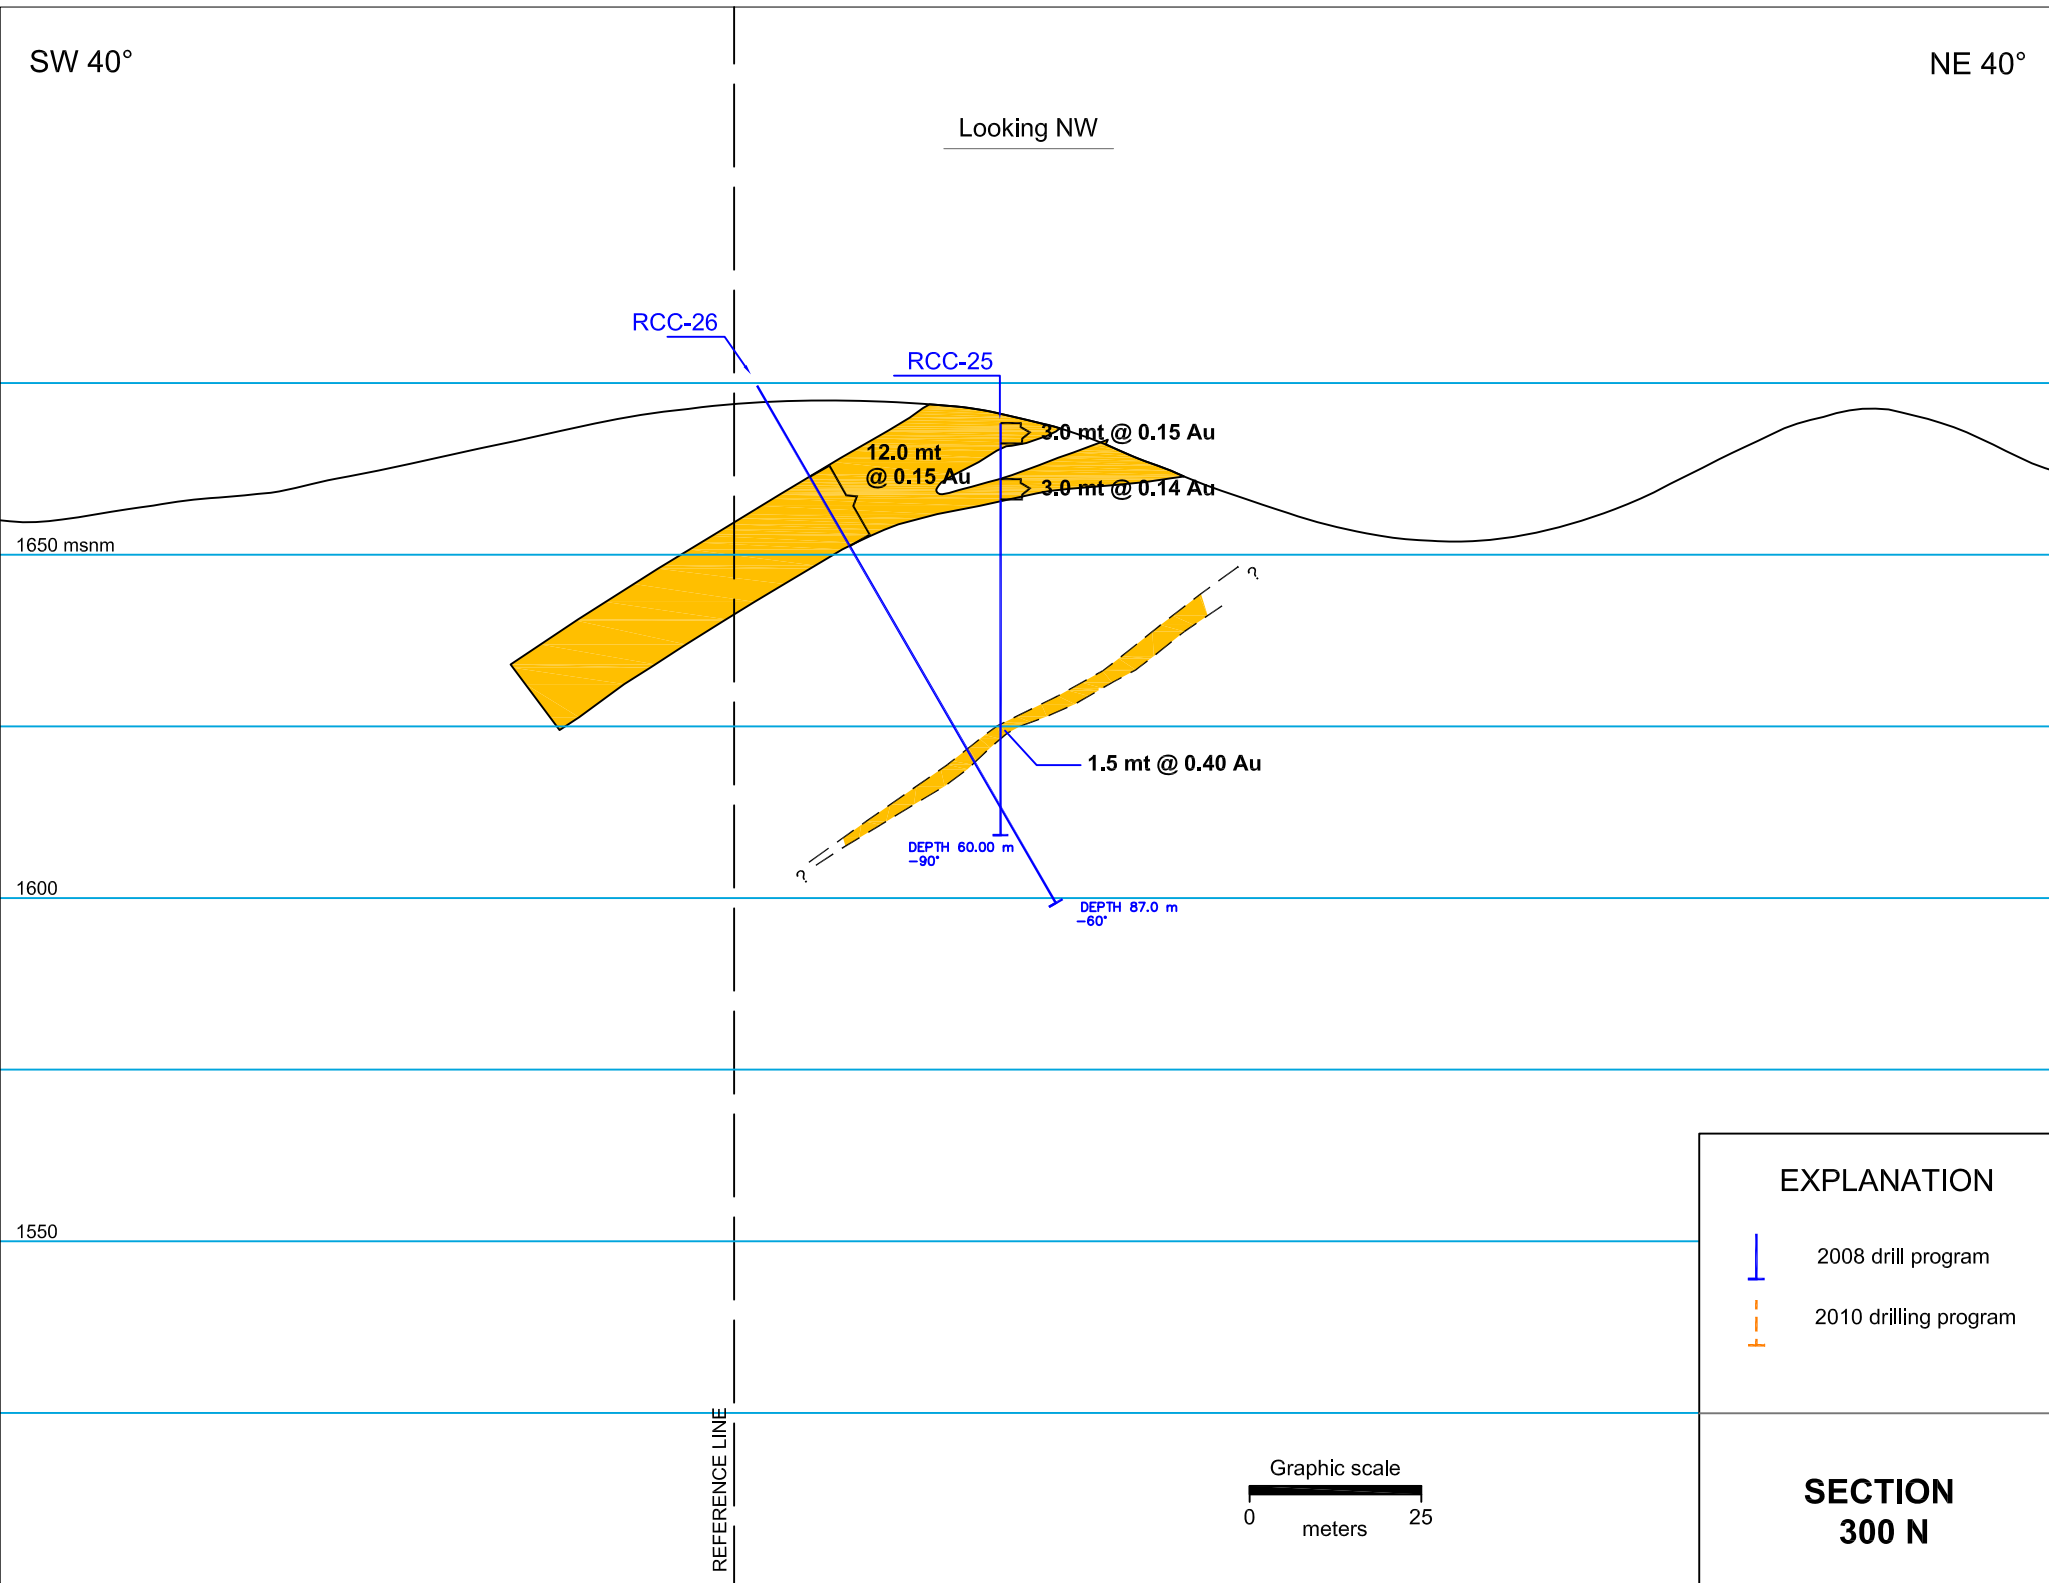 SW 40°
NE 40°
Looking NW
RCC-26
RCC-25
3.0 mt @ 0.15 Au
12.0 mt
@ 0.15 Au
3.0 mt @ 0.14 Au
1650 msnm
?
1.5 mt @ 0.40 Au
DEPTH 60.00 m
-90°
?
1600
DEPTH 87.0 m
-60°
EXPLANATION
1550
2008 drill program
2010 drilling program
REFERENCE LINE
Graphic scale
0 25
meters
SECTION
300 N